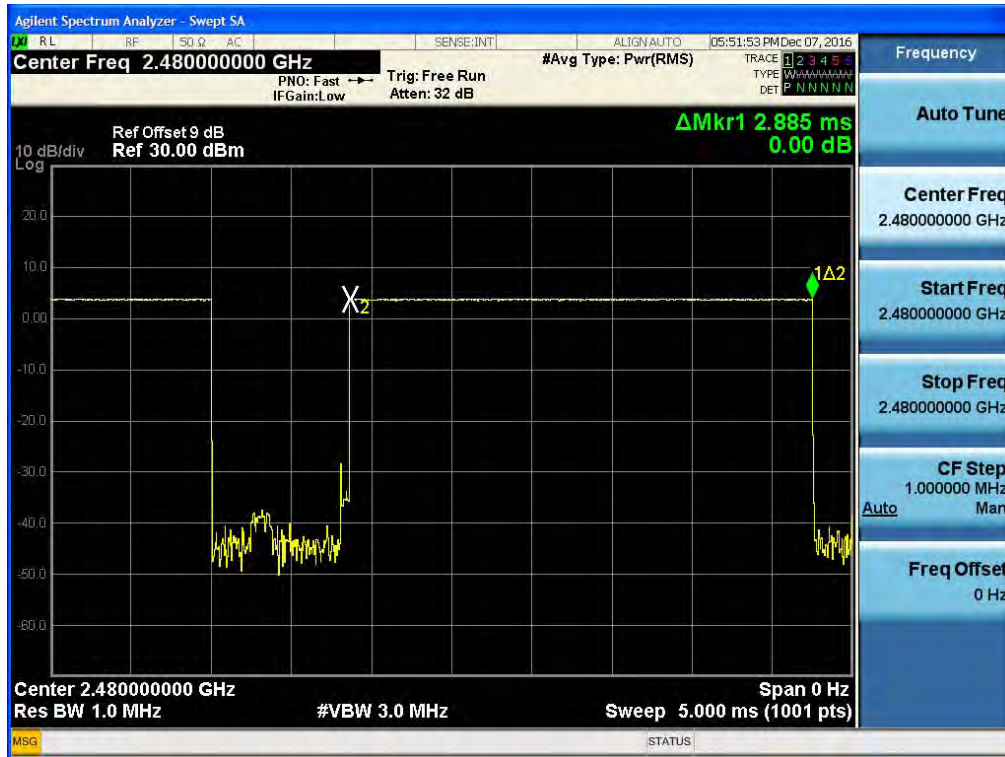 Agilent Spectrum Analyzer - Swept SA
LXI RL RF 50 Ω AC SENSE:INT ALIGN AUTO 05:51:53 PM Dec 07, 2016
Center Freq 2.480000000 GHz #Avg Type: Pwr(RMS) TRACE 1 2 3 4 5 6
PNO: Fast Trig: Free Run TYPE
IFGain:Low Atten: 32 dB DET P N N N N N
Frequency
ΔMkr1 2.885 ms
0.00 dB
Ref Offset 9 dB
10 dB/div Ref 30.00 dBm
Log
20.0
10.0
0.00
-10.0
-20.0
-30.0
-40.0
-50.0
-60.0
1Δ2
X2
Center 2.480000000 GHz Span 0 Hz
Res BW 1.0 MHz #VBW 3.0 MHz Sweep 5.000 ms (1001 pts)
MSG STATUS
Auto Tune
Center Freq
2.480000000 GHz
Start Freq
2.480000000 GHz
Stop Freq
2.480000000 GHz
CF Step
1.000000 MHz
Auto Man
Freq Offset
0 Hz